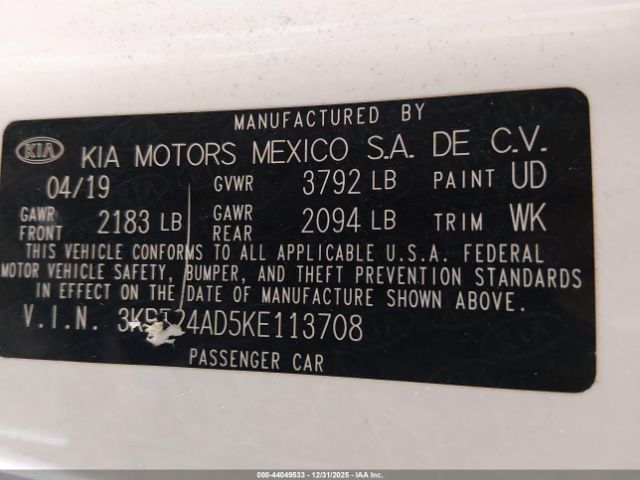 MANUFACTURED BY
KIA KIA MOTORS MEXICO S.A. DE C.V.
04/19 GVWR 3792 LB PAINT UD
GAWR FRONT 2183 LB GAWR REAR 2094 LB TRIM WK
THIS VEHICLE CONFORMS TO ALL APPLICABLE U.S.A. FEDERAL
MOTOR VEHICLE SAFETY, BUMPER, AND THEFT PREVENTION STANDARDS
IN EFFECT ON THE DATE OF MANUFACTURE SHOWN ABOVE.
V.I.N.
PASSENGER CAR
000-44049533 - 12/31/2025 - IAA Inc.